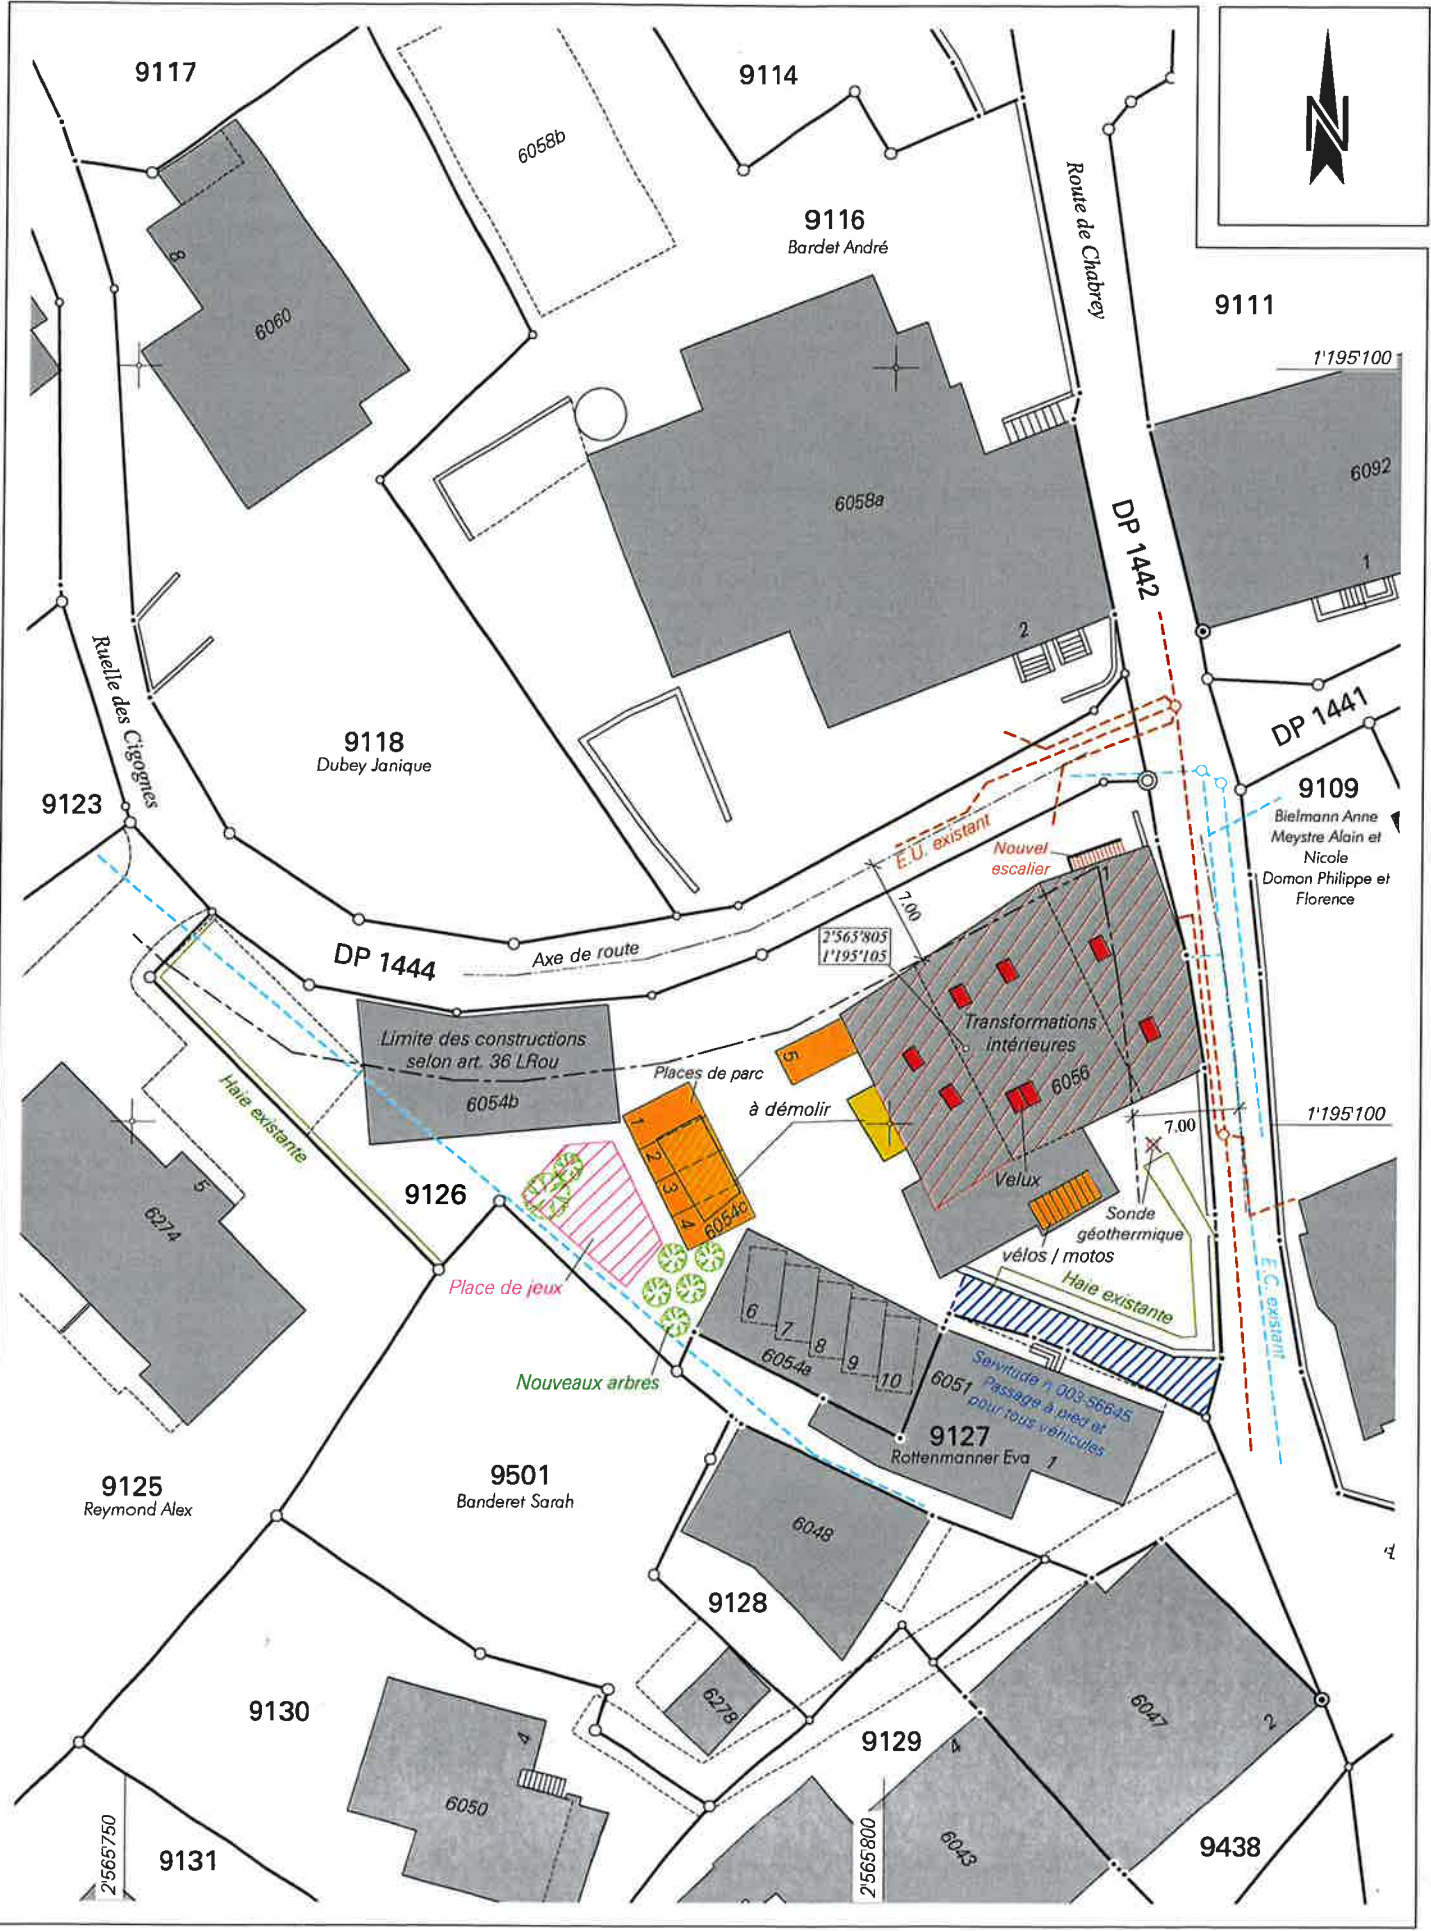 9117
9114
N
6058b
8
6060
9116
Bardet André
Route de Chabrey
9111
1'195'100
6092
1
6058a
DP 1442
2
Ruelle des Cigognes
9118
Dubey Janique
DP 1441
9123
9109
Bielmann Anne
Meystre Alain et
Nicole
Domon Philippe et
Florence
E.U. existant
Nouvel
escalier
7.00
2'565'805
1'195'105
DP 1444
Axe de route
Limite des constructions
selon art. 36 LRou
6054b
Transformations
intérieures
6056
5
Places de parc
à démolir
1
2
3
4
6054c
7.00
1'195'100
Velux
Sonde
géothermique
vélos / motos
Haie existante
Haie existante
5
6274
9126
Place de jeux
Nouveaux arbres
6
7
8
9
10
6054a
6051
Servitude n 003-56645
Passage à pied et
pour tous véhicules
E.C. existant
9127
Rottenmanner Eva
1
9125
Reymond Alex
9501
Banderet Sarah
6048
9128
6278
9130
4
6050
9129
4
6047
2
6043
9131
9438
2'565'750
2'565'800